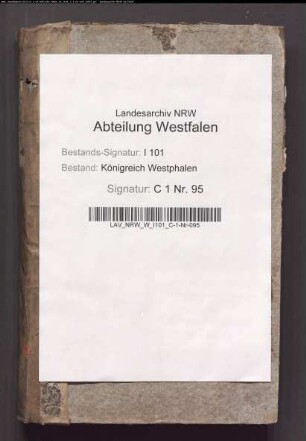 Landesarchiv NRW
Abteilung Westfalen
Bestands-Signatur: I 101
Bestand: Königreich Westphalen
Signatur: C 1 Nr. 95
LAV_NRW_W_I101_C-1-Nr-095